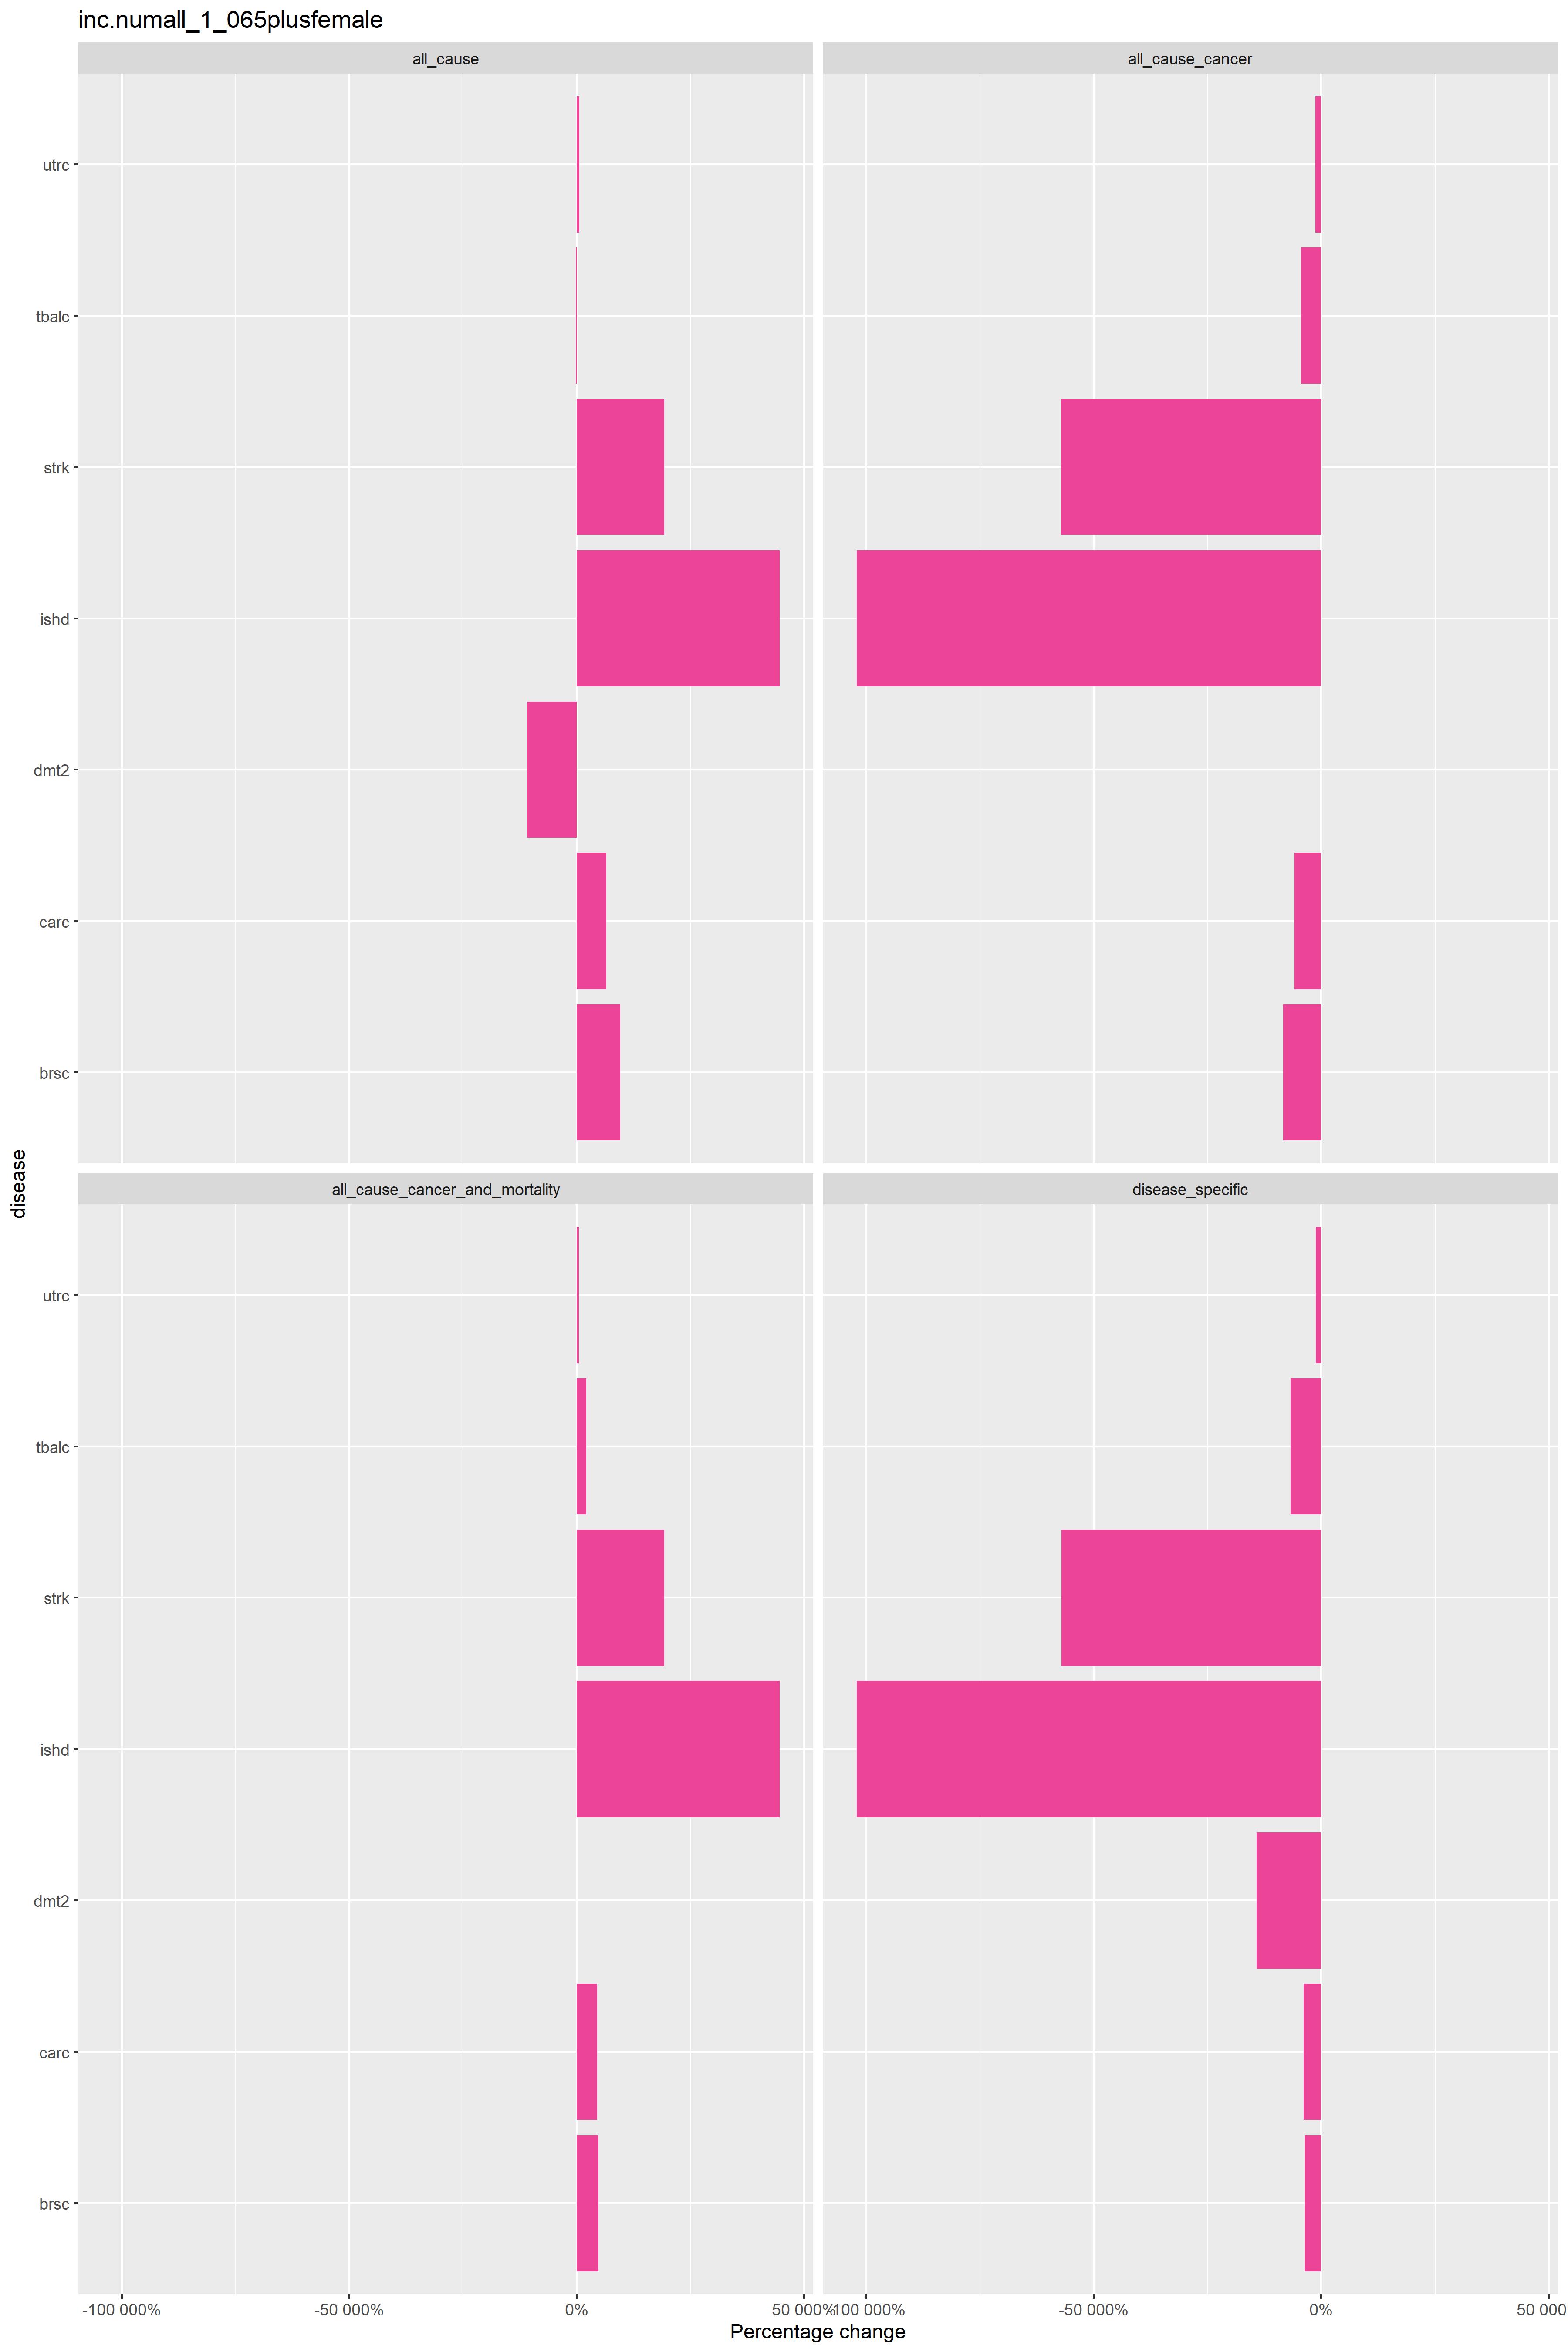 inc.numall_1_065plusfemale
all_cause
all_cause_cancer
utrc
tbalc
strk
ishd
dmt2
carc
brsc
disease
all_cause_cancer_and_mortality
disease_specific
utrc
tbalc
strk
ishd
dmt2
carc
brsc
-100 000% -50 000% 0% 50 000% -100 000% -50 000% 0% 50 000%
Percentage change